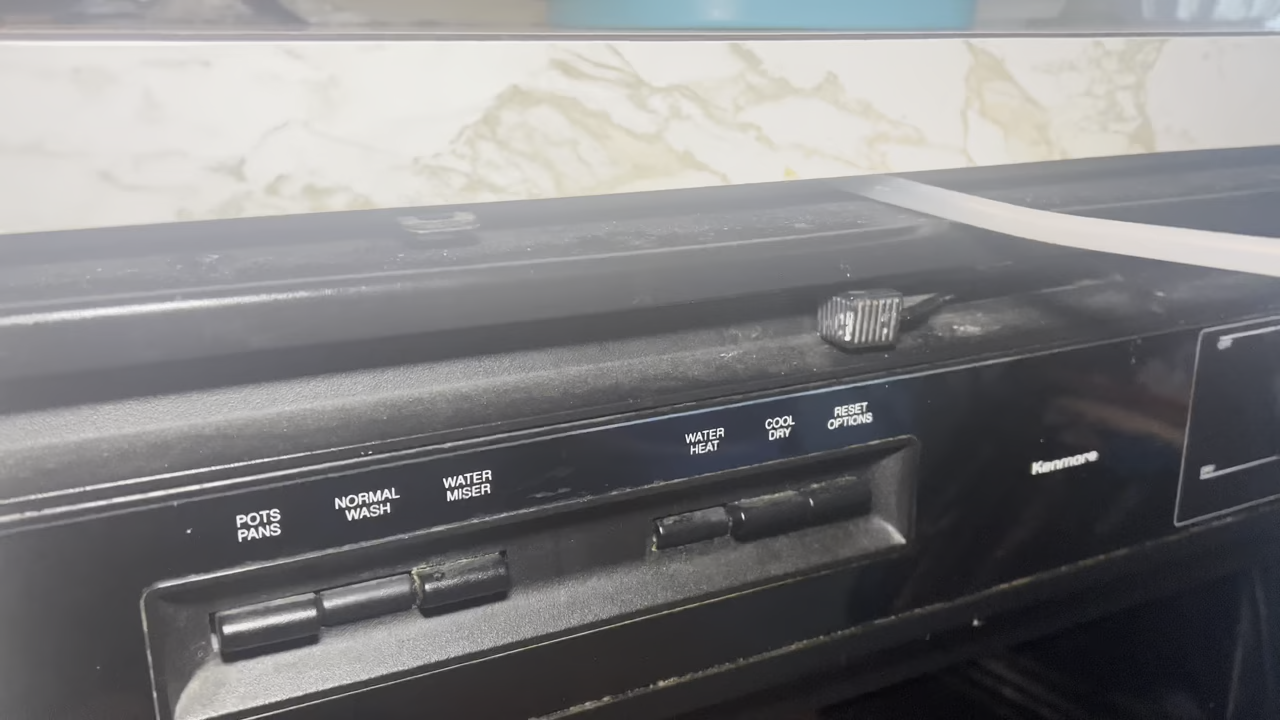 POTS
PANS
NORMAL
WASH
WATER
MISER
WATER
HEAT
COOL
DRY
RESET
OPTIONS
Kenmore